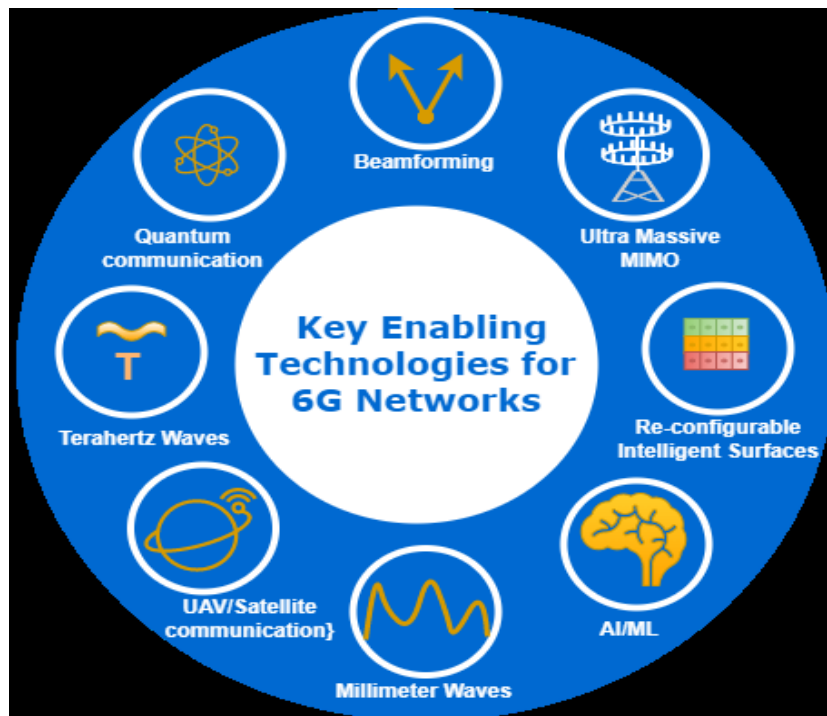 Beamforming
Quantum
communication
Ultra Massive
MIMO
Key Enabling
Technologies for
6G Networks
T
Terahertz Waves
Re-configurable
Intelligent Surfaces
UAV/Satellite
communication}
AI/ML
Millimeter Waves